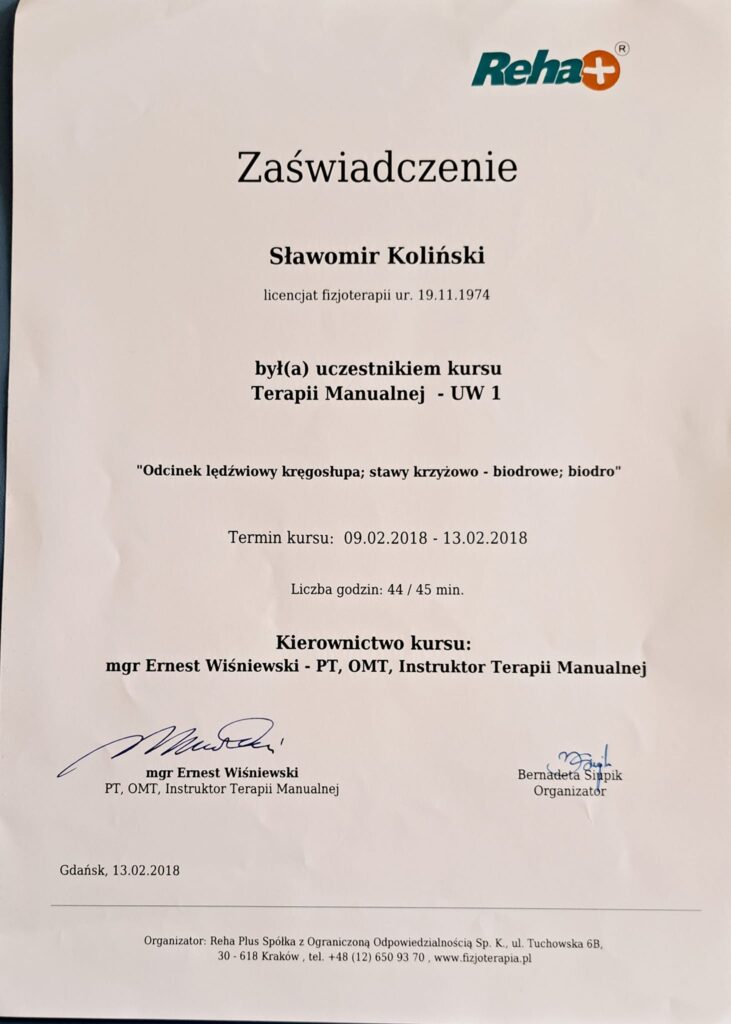 Reha+ ®
Zaświadczenie
Sławomir Koliński
licencjat fizjoterapii ur. 19.11.1974
był(a) uczestnikiem kursu
Terapii Manualnej - UW 1
"Odcinek lędźwiowy kręgosłupa; stawy krzyżowo - biodrowe; biodro"
Termin kursu: 09.02.2018 - 13.02.2018
Liczba godzin: 44 / 45 min.
Kierownictwo kursu:
mgr Ernest Wiśniewski - PT, OMT, Instruktor Terapii Manualnej
mgr Ernest Wiśniewski
PT, OMT, Instruktor Terapii Manualnej
Bernadeta
Organizator
Gdańsk, 13.02.2018
Organizator: Reha Plus Spółka z Ograniczoną Odpowiedzialnością Sp. K., ul. Tuchowska 6B,
30 - 618 Kraków , tel. +48 (12) 650 93 70 , www.fizjoterapia.pl